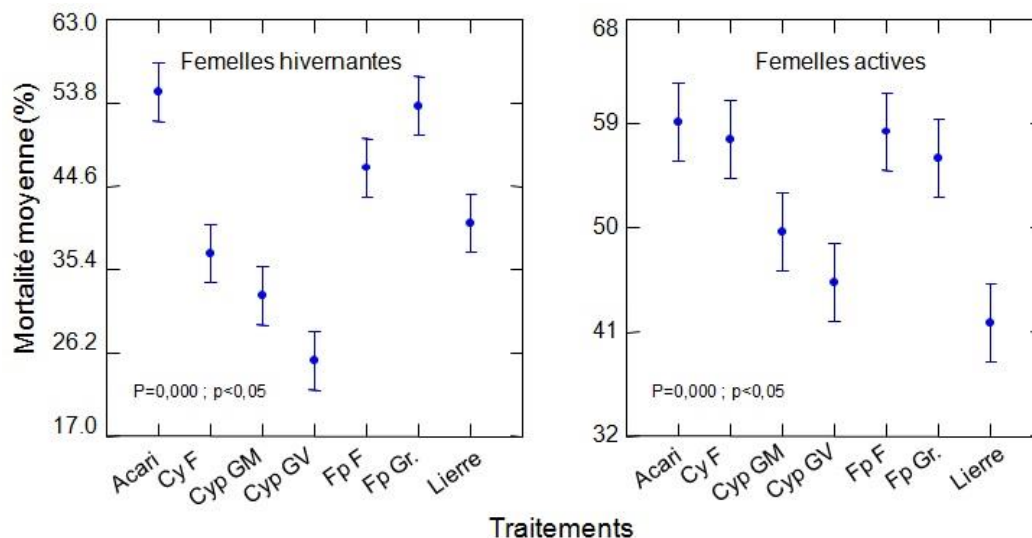 Mortalité moyenne (%)
63.0
53.8
44.6
35.4
26.2
17.0
Femelles hivernantes
P=0,000 ; p<0,05
Acari
Cy F
Cyp GM
Cyp GV
Fp F
Fp Gr.
Lierre
68
59
50
41
32
Femelles actives
P=0,000 ; p<0,05
Acari
Cy F
Cyp GM
Cyp GV
Fp F
Fp Gr.
Lierre
Traitements